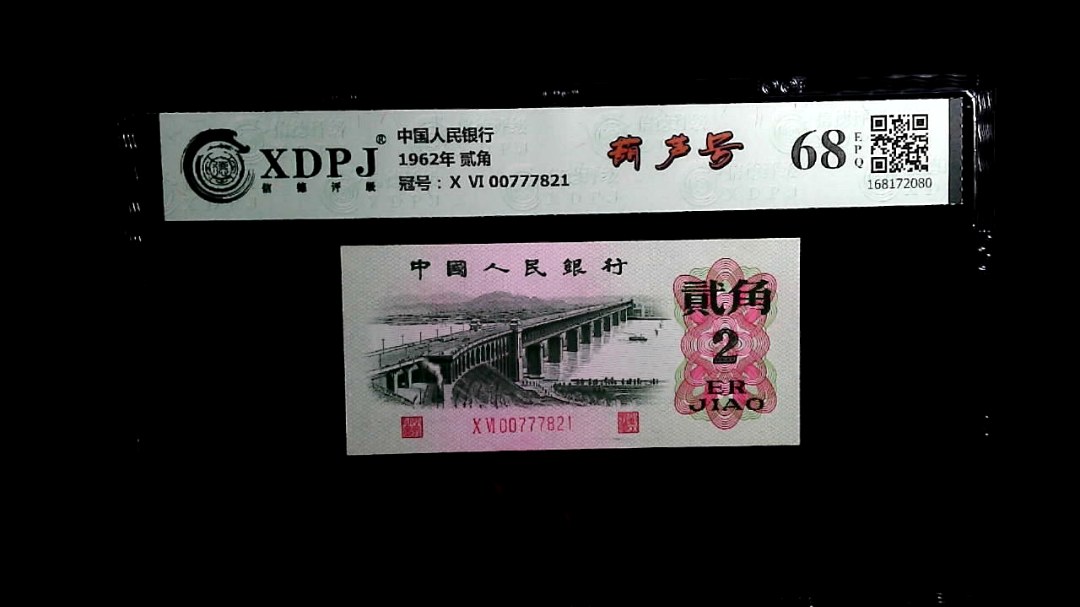 XDPJ®
信德评级
中国人民银行
1962年 贰角
冠号：X Ⅵ 00777821
葫芦号
68
EPQ
168172080
中國人民銀行
貳角
2
ER
JIAO
X Ⅵ 00777821